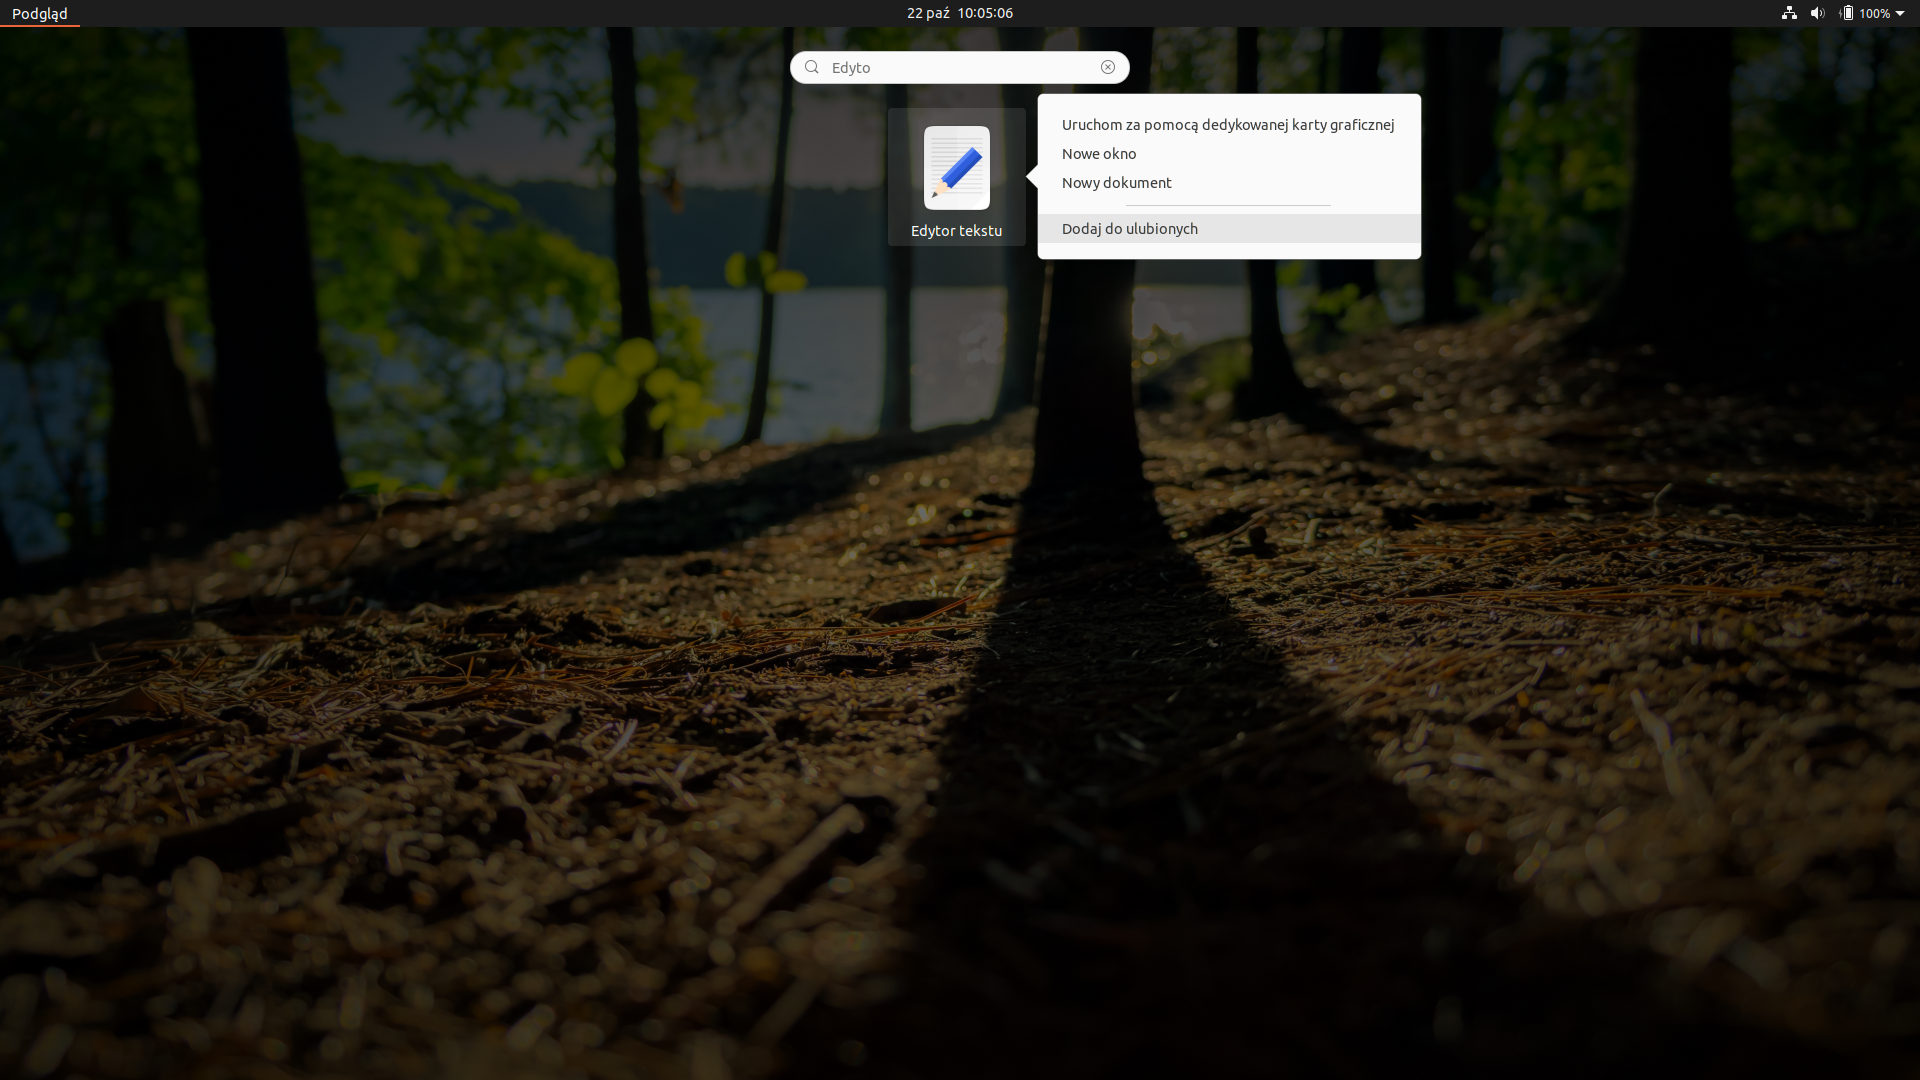 Podgląd
22 paź 10:05:06
100%
Edyto
Edytor tekstu
Uruchom za pomocą dedykowanej karty graficznej
Nowe okno
Nowy dokument
Dodaj do ulubionych